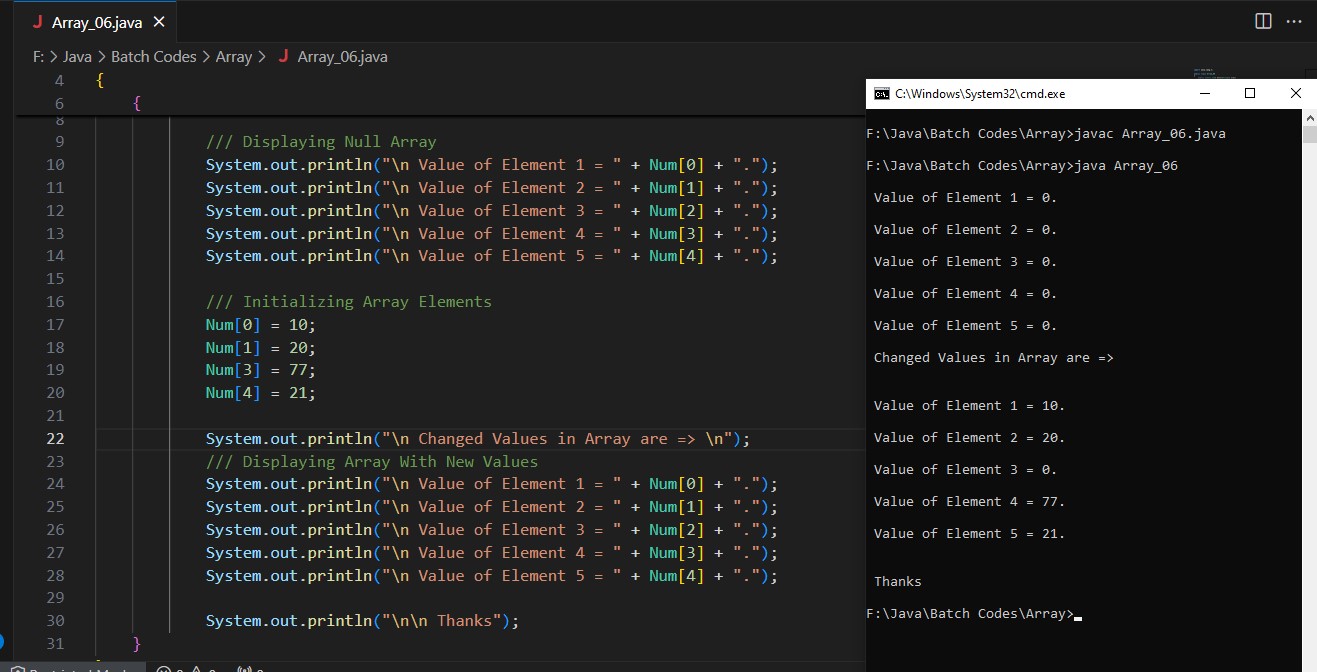 J Array_06.java ×
F: > Java > Batch Codes > Array > J Array_06.java
4 {
6 {
8
9 /// Displaying Null Array
10 System.out.println("\n Value of Element 1 = " + Num[0] + ".");
11 System.out.println("\n Value of Element 2 = " + Num[1] + ".");
12 System.out.println("\n Value of Element 3 = " + Num[2] + ".");
13 System.out.println("\n Value of Element 4 = " + Num[3] + ".");
14 System.out.println("\n Value of Element 5 = " + Num[4] + ".");
15
16 /// Initializing Array Elements
17 Num[0] = 10;
18 Num[1] = 20;
19 Num[3] = 77;
20 Num[4] = 21;
21
22 System.out.println("\n Changed Values in Array are => \n");
23 /// Displaying Array With New Values
24 System.out.println("\n Value of Element 1 = " + Num[0] + ".");
25 System.out.println("\n Value of Element 2 = " + Num[1] + ".");
26 System.out.println("\n Value of Element 3 = " + Num[2] + ".");
27 System.out.println("\n Value of Element 4 = " + Num[3] + ".");
28 System.out.println("\n Value of Element 5 = " + Num[4] + ".");
29
30 System.out.println("\n\n Thanks");
31 }
C:\Windows\System32\cmd.exe
F:\Java\Batch Codes\Array>javac Array_06.java
F:\Java\Batch Codes\Array>java Array_06
Value of Element 1 = 0.
Value of Element 2 = 0.
Value of Element 3 = 0.
Value of Element 4 = 0.
Value of Element 5 = 0.
Changed Values in Array are =>
Value of Element 1 = 10.
Value of Element 2 = 20.
Value of Element 3 = 0.
Value of Element 4 = 77.
Value of Element 5 = 21.
Thanks
F:\Java\Batch Codes\Array>